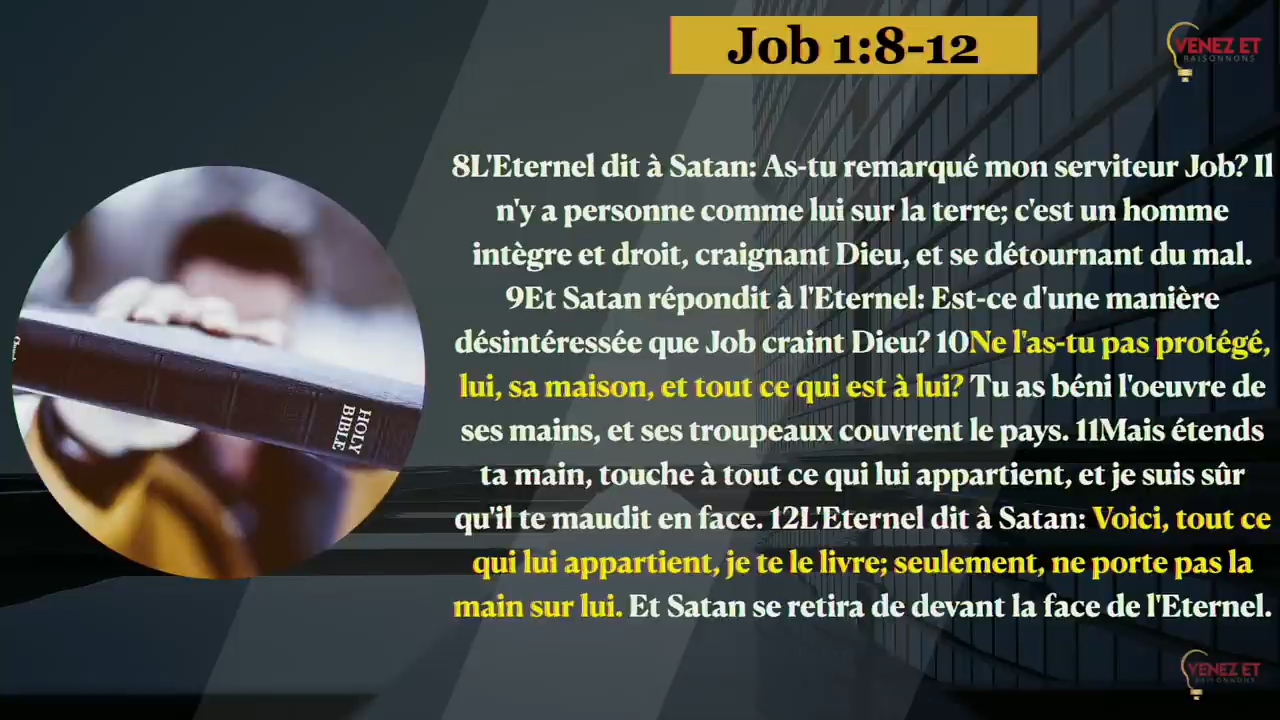 Job 1:8-12
VENEZ ET
RAISONNONS
8L'Eternel dit à Satan: As-tu remarqué mon serviteur Job? Il
n'y a personne comme lui sur la terre; c'est un homme
intègre et droit, craignant Dieu, et se détournant du mal.
9Et Satan répondit à l'Eternel: Est-ce d'une manière
désintéressée que Job craint Dieu? 10Ne l'as-tu pas protégé,
lui, sa maison, et tout ce qui est à lui? Tu as béni l'oeuvre de
ses mains, et ses troupeaux couvrent le pays. 11Mais étends
ta main, touche à tout ce qui lui appartient, et je suis sûr
qu'il te maudit en face. 12L'Eternel dit à Satan: Voici, tout ce
qui lui appartient, je te le livre; seulement, ne porte pas la
main sur lui. Et Satan se retira de devant la face de l'Eternel.
HOLY
BIBLE
VENEZ ET
RAISONNONS